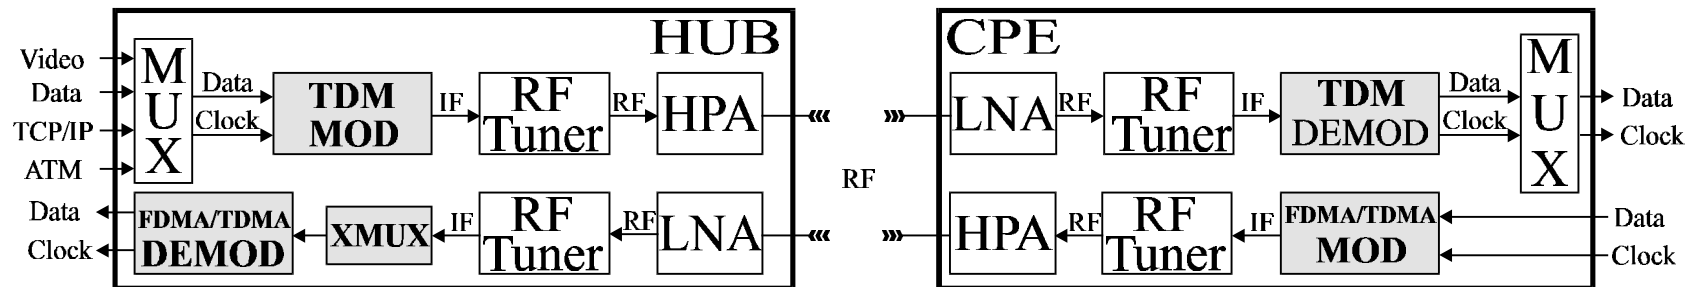 HUB
Video
Data
TCP/IP
ATM
MUX
Data
Clock
TDM
MOD
IF
RF
Tuner
RF
HPA
Data
Clock
FDMA/TDMA
DEMOD
XMUX
IF
RF
Tuner
RF
LNA
RF
CPE
LNA
RF
RF
Tuner
IF
TDM
DEMOD
Data
Clock
MUX
Data
Clock
HPA
RF
RF
Tuner
IF
FDMA/TDMA
MOD
Data
Clock